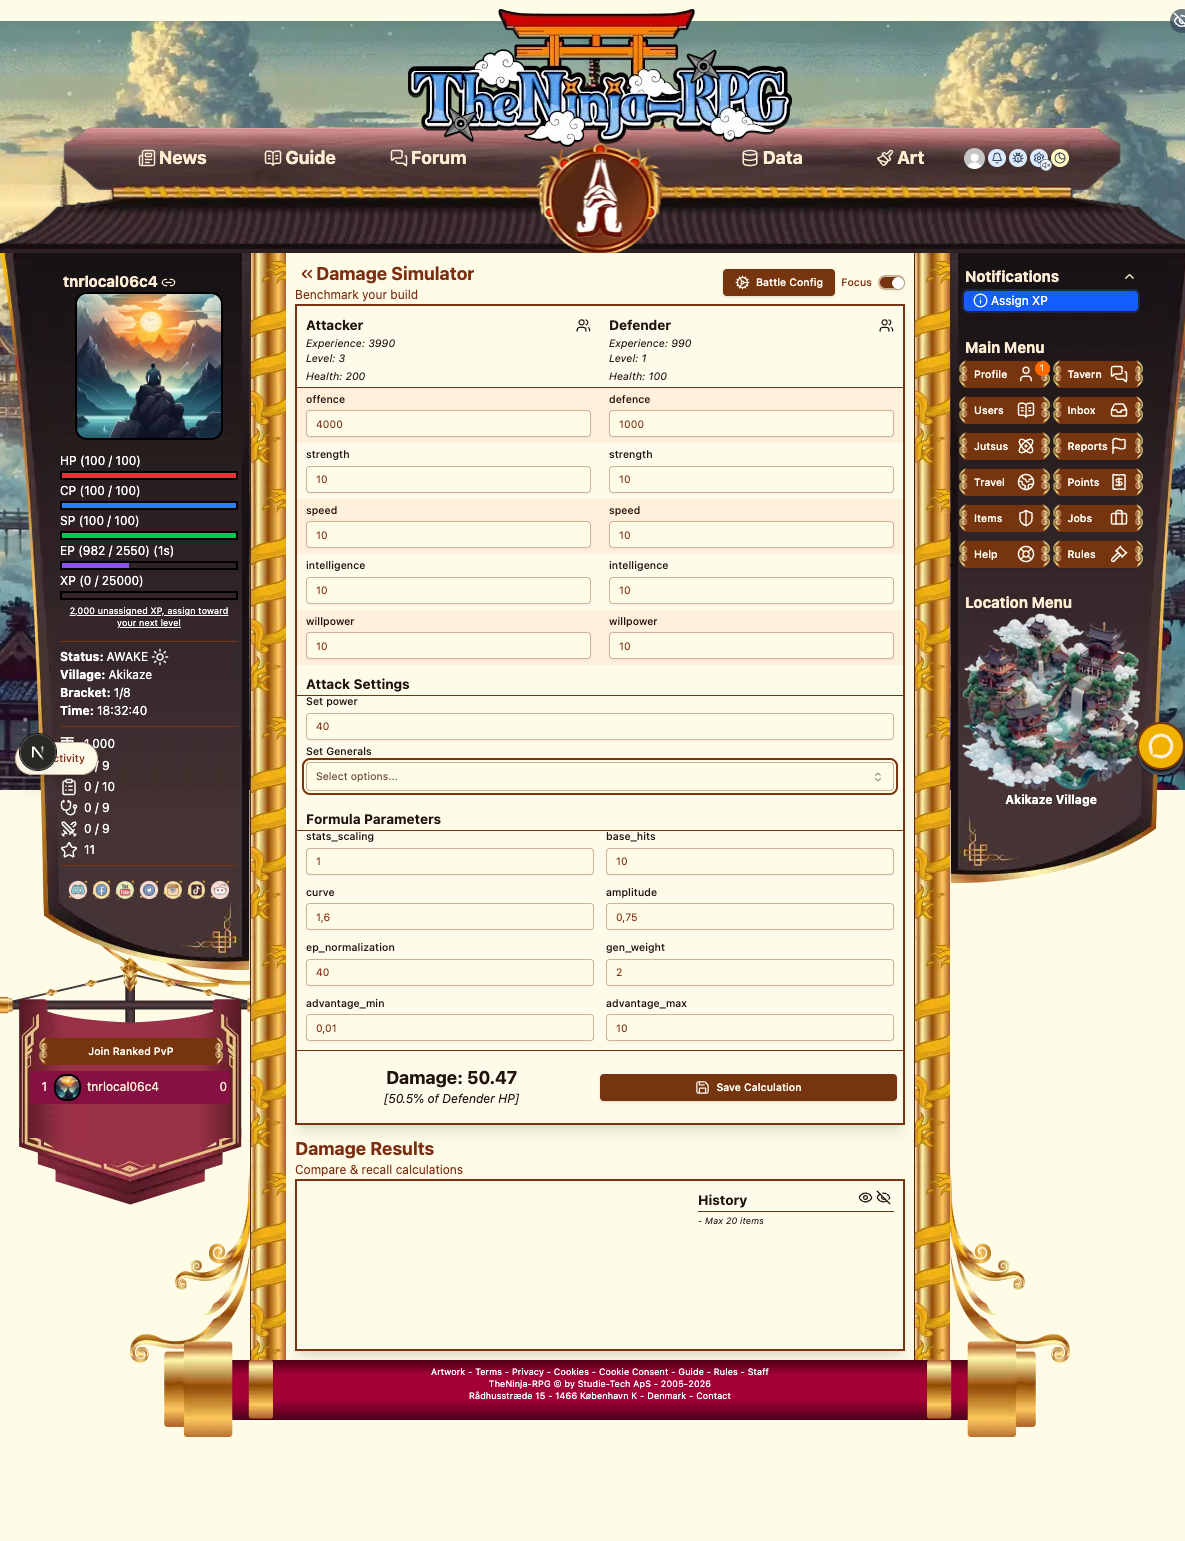 TheNinja-RPG
News
Guide
Forum
Data
Art
tnrlocal06c4
HP (100 / 100)
CP (100 / 100)
SP (100 / 100)
EP (982 / 2550) (1s)
XP (0 / 25000)
2,000 unassigned XP, assign toward
your next level
Status: AWAKE
Village: Akikaze
Bracket: 1/8
Time: 18:32:40
/ 9
0 / 10
0 / 9
0 / 9
11
N
Join Ranked PvP
1 tnrlocal06c4 0
Damage Simulator
Benchmark your build
Battle Config
Focus
Attacker
Experience: 3990
Level: 3
Health: 200
Defender
Experience: 990
Level: 1
Health: 100
offence
4000
defence
1000
strength
10
strength
10
speed
10
speed
10
intelligence
10
intelligence
10
willpower
10
willpower
10
Attack Settings
Set power
40
Set Generals
Select options...
Formula Parameters
stats_scaling
1
base_hits
10
curve
1,6
amplitude
0,75
ep_normalization
40
gen_weight
2
advantage_min
0,01
advantage_max
10
Damage: 50.47
[50.5% of Defender HP]
Save Calculation
Damage Results
Compare & recall calculations
History
- Max 20 items
Notifications
Assign XP
Main Menu
Profile
1
Tavern
Users
Inbox
Jutsus
Reports
Travel
Points
Items
Jobs
Help
Rules
Location Menu
Akikaze Village
Artwork - Terms - Privacy - Cookies - Cookie Consent - Guide - Rules - Staff
TheNinja-RPG © by Studie-Tech ApS - 2005-2026
Rådhusstræde 15 - 1466 København K - Denmark - Contact